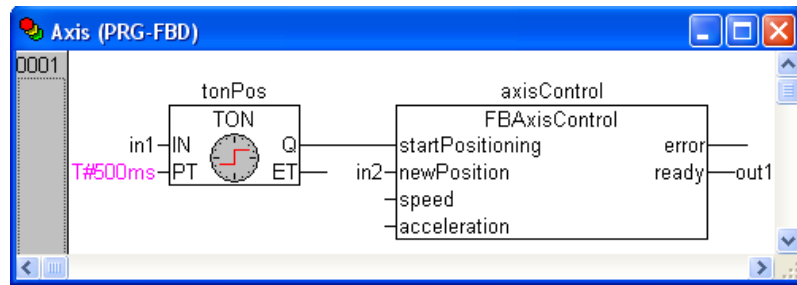 Axis (PRG-FBD)
0001
tonPos axisControl
TON FBAxisControl
in1 IN Q startPositioning error
T#500ms PT ET in2 newPosition ready out1
speed
acceleration